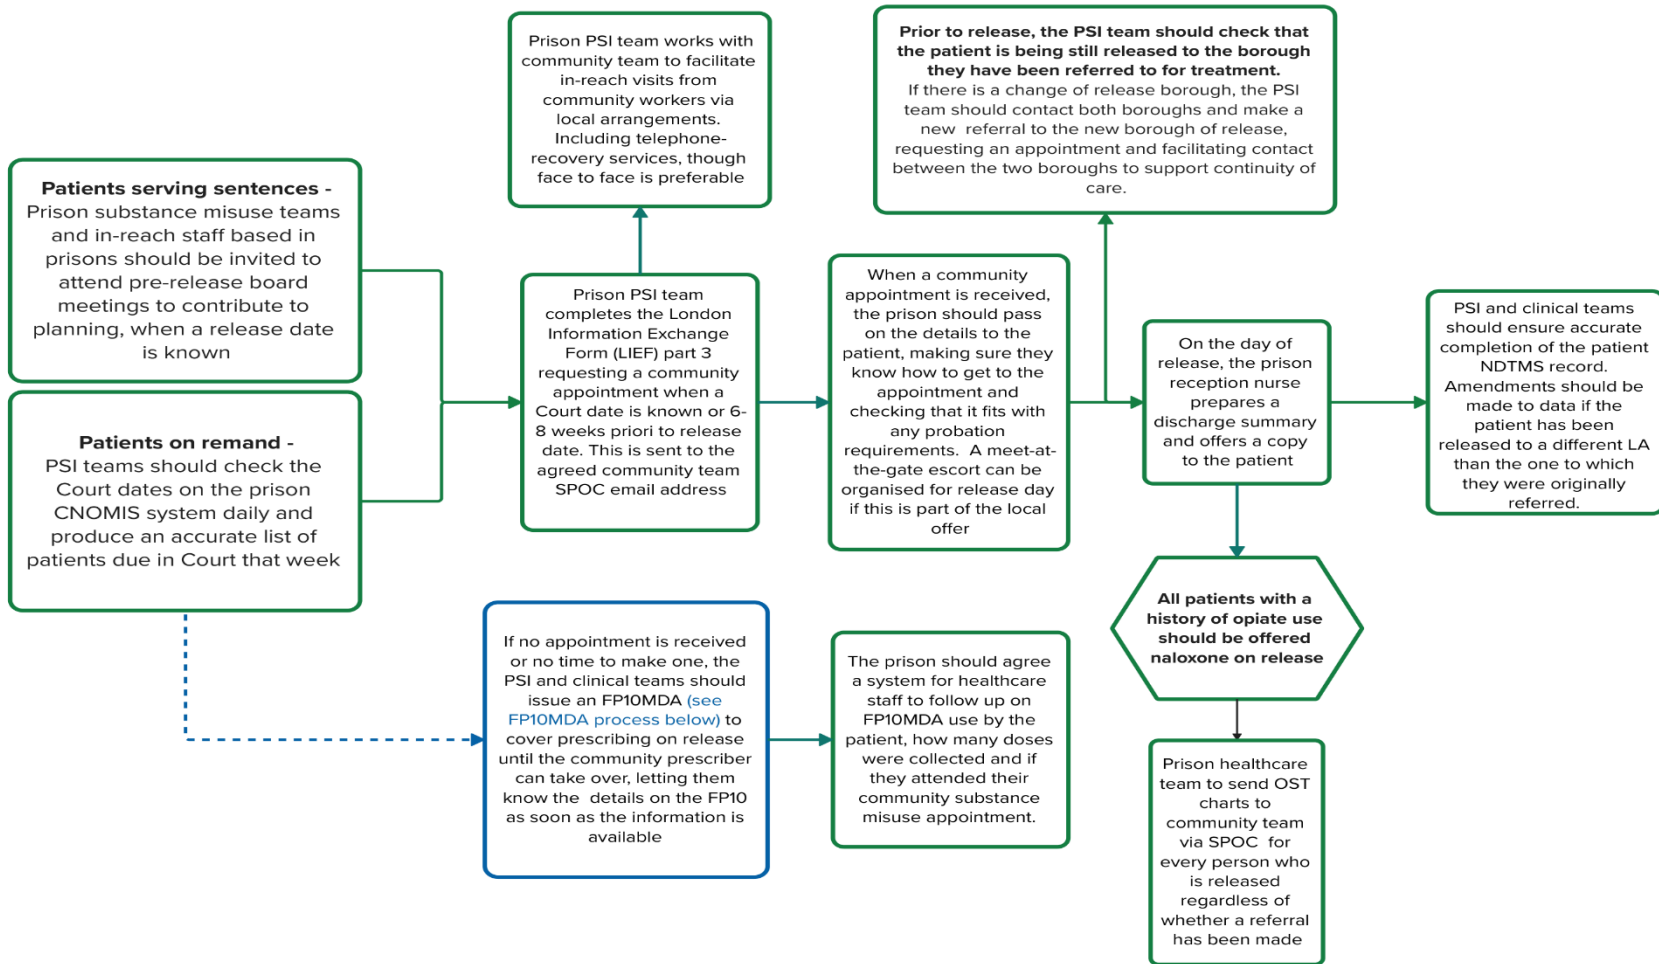 Patients serving sentences -
Prison substance misuse teams
and in-reach staff based in
prisons should be invited to
attend pre-release board
meetings to contribute to
planning, when a release date
is known
Patients on remand -
PSI teams should check the
Court dates on the prison
CNOMIS system daily and
produce an accurate list of
patients due in Court that week
Prison PSI team works with
community team to facilitate
in-reach visits from
community workers via
local arrangements.
Including telephone-
recovery services, though
face to face is preferable
Prison PSI team
completes the London
Information Exchange
Form (LIEF) part 3
requesting a community
appointment when a
Court date is known or 6-
8 weeks priori to release
date. This is sent to the
agreed community team
SPOC email address
When a community
appointment is received,
the prison should pass
on the details to the
patient, making sure they
know how to get to the
appointment and
checking that it fits with
any probation
requirements. A meet-at-
the-gate escort can be
organised for release day
if this is part of the local
offer
Prior to release, the PSI team should check that
the patient is being still released to the borough
they have been referred to for treatment.
If there is a change of release borough, the PSI
team should contact both boroughs and make a
new referral to the new borough of release,
requesting an appointment and facilitating contact
between the two boroughs to support continuity of
care.
On the day of
release, the prison
reception nurse
prepares a
discharge summary
and offers a copy
to the patient
PSI and clinical teams
should ensure accurate
completion of the patient
NDTMS record.
Amendments should be
made to data if the
patient has been
released to a different LA
than the one to which
they were originally
referred.
All patients with a
history of opiate use
should be offered
naloxone on release
Prison healthcare
team to send OST
charts to
community team
via SPOC for
every person who
is released
regardless of
whether a referral
has been made
If no appointment is received
or no time to make one, the
PSI and clinical teams should
issue an FP10MDA (see
FP10MDA process below) to
cover prescribing on release
until the community prescriber
can take over, letting them
know the details on the FP10
as soon as the information is
available
The prison should agree
a system for healthcare
staff to follow up on
FP10MDA use by the
patient, how many doses
were collected and if
they attended their
community substance
misuse appointment.